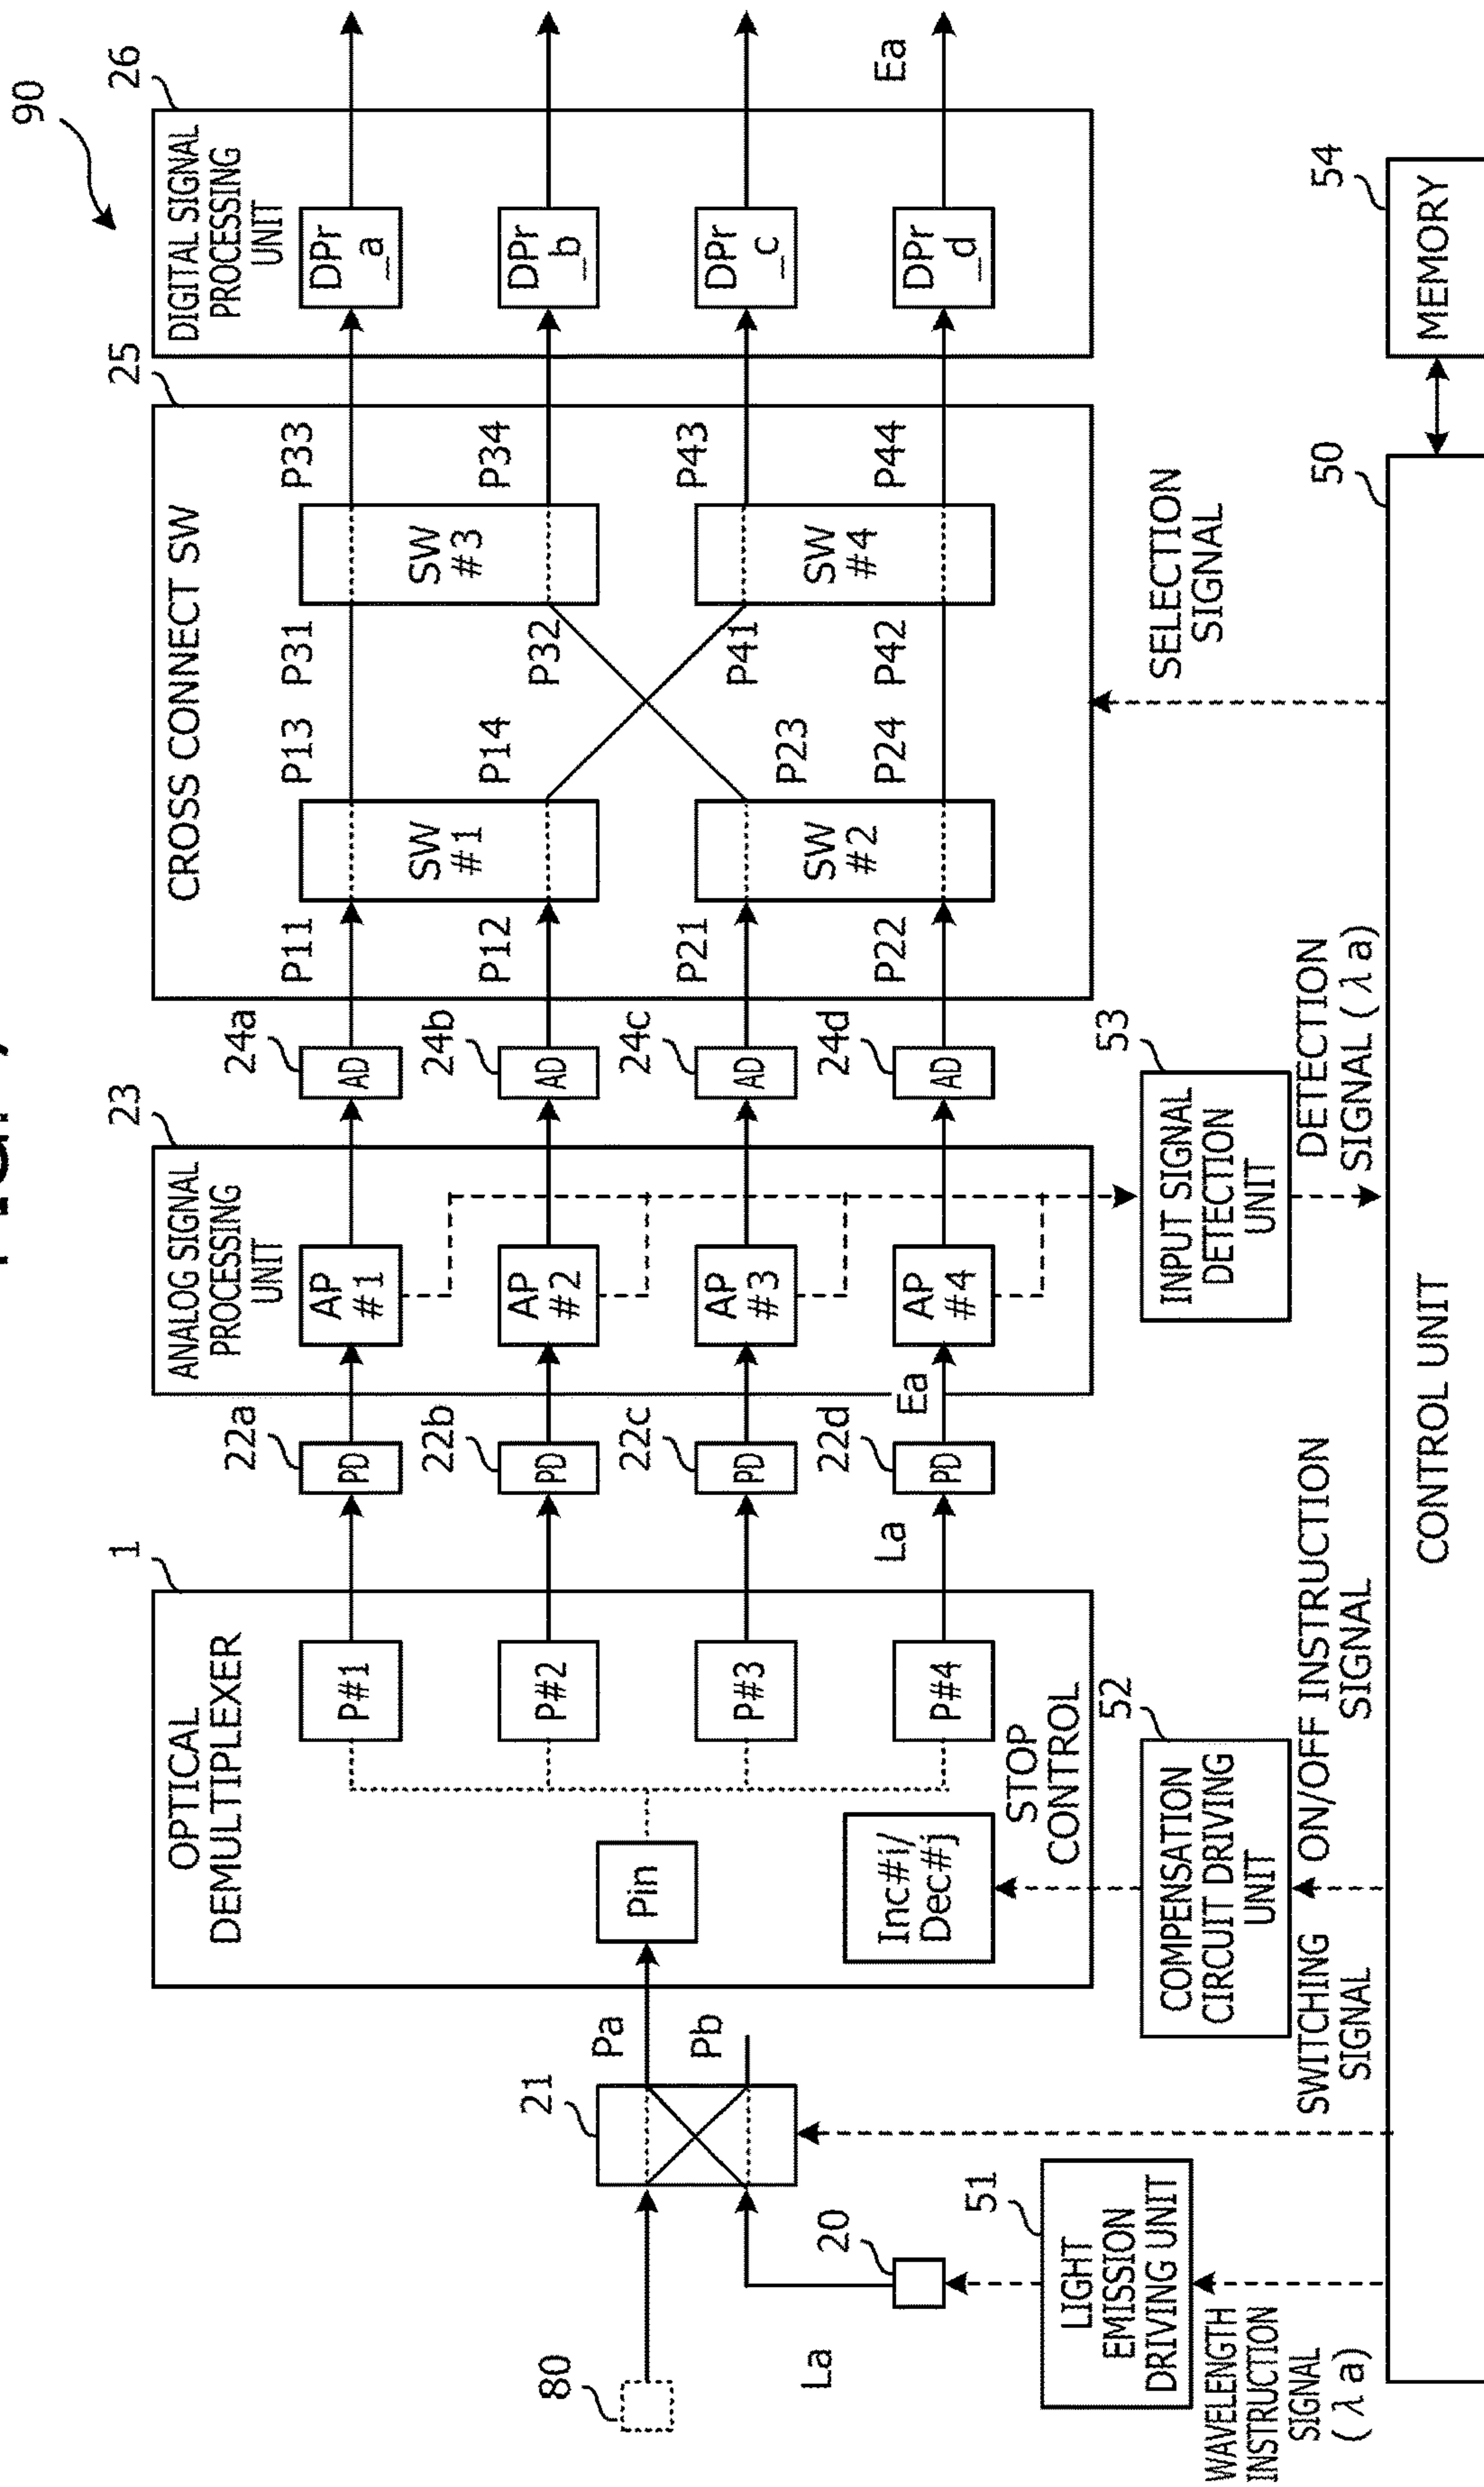 90
OPTICAL
DEMULTIPLEXER
1
Pin
P#1
P#2
P#3
P#4
Inc#i/
Dec#j
STOP
CONTROL
80
La
20
21
Pa
Pb
La
22a
PD
22b
PD
22c
PD
22d
PD
Ea
ANALOG SIGNAL
PROCESSING
UNIT
23
AP
#1
AP
#2
AP
#3
AP
#4
24a
AD
24b
AD
24c
AD
24d
AD
CROSS CONNECT SW
25
P11
P12
P21
P22
SW
#1
SW
#2
P13
P14
P23
P24
P31
P32
P41
P42
SW
#3
SW
#4
P33
P34
P43
P44
DIGITAL SIGNAL
PROCESSING
UNIT
26
DPr
_a
DPr
_b
DPr
_c
DPr
_d
Ea
51
LIGHT
EMISSION
DRIVING UNIT
WAVELENGTH
INSTRUCTION
SIGNAL
(λa)
SWITCHING
SIGNAL
52
COMPENSATION
CIRCUIT DRIVING
UNIT
ON/OFF INSTRUCTION
SIGNAL
53
INPUT SIGNAL
DETECTION
UNIT
DETECTION
SIGNAL (λa)
SELECTION
SIGNAL
50
CONTROL UNIT
54
MEMORY